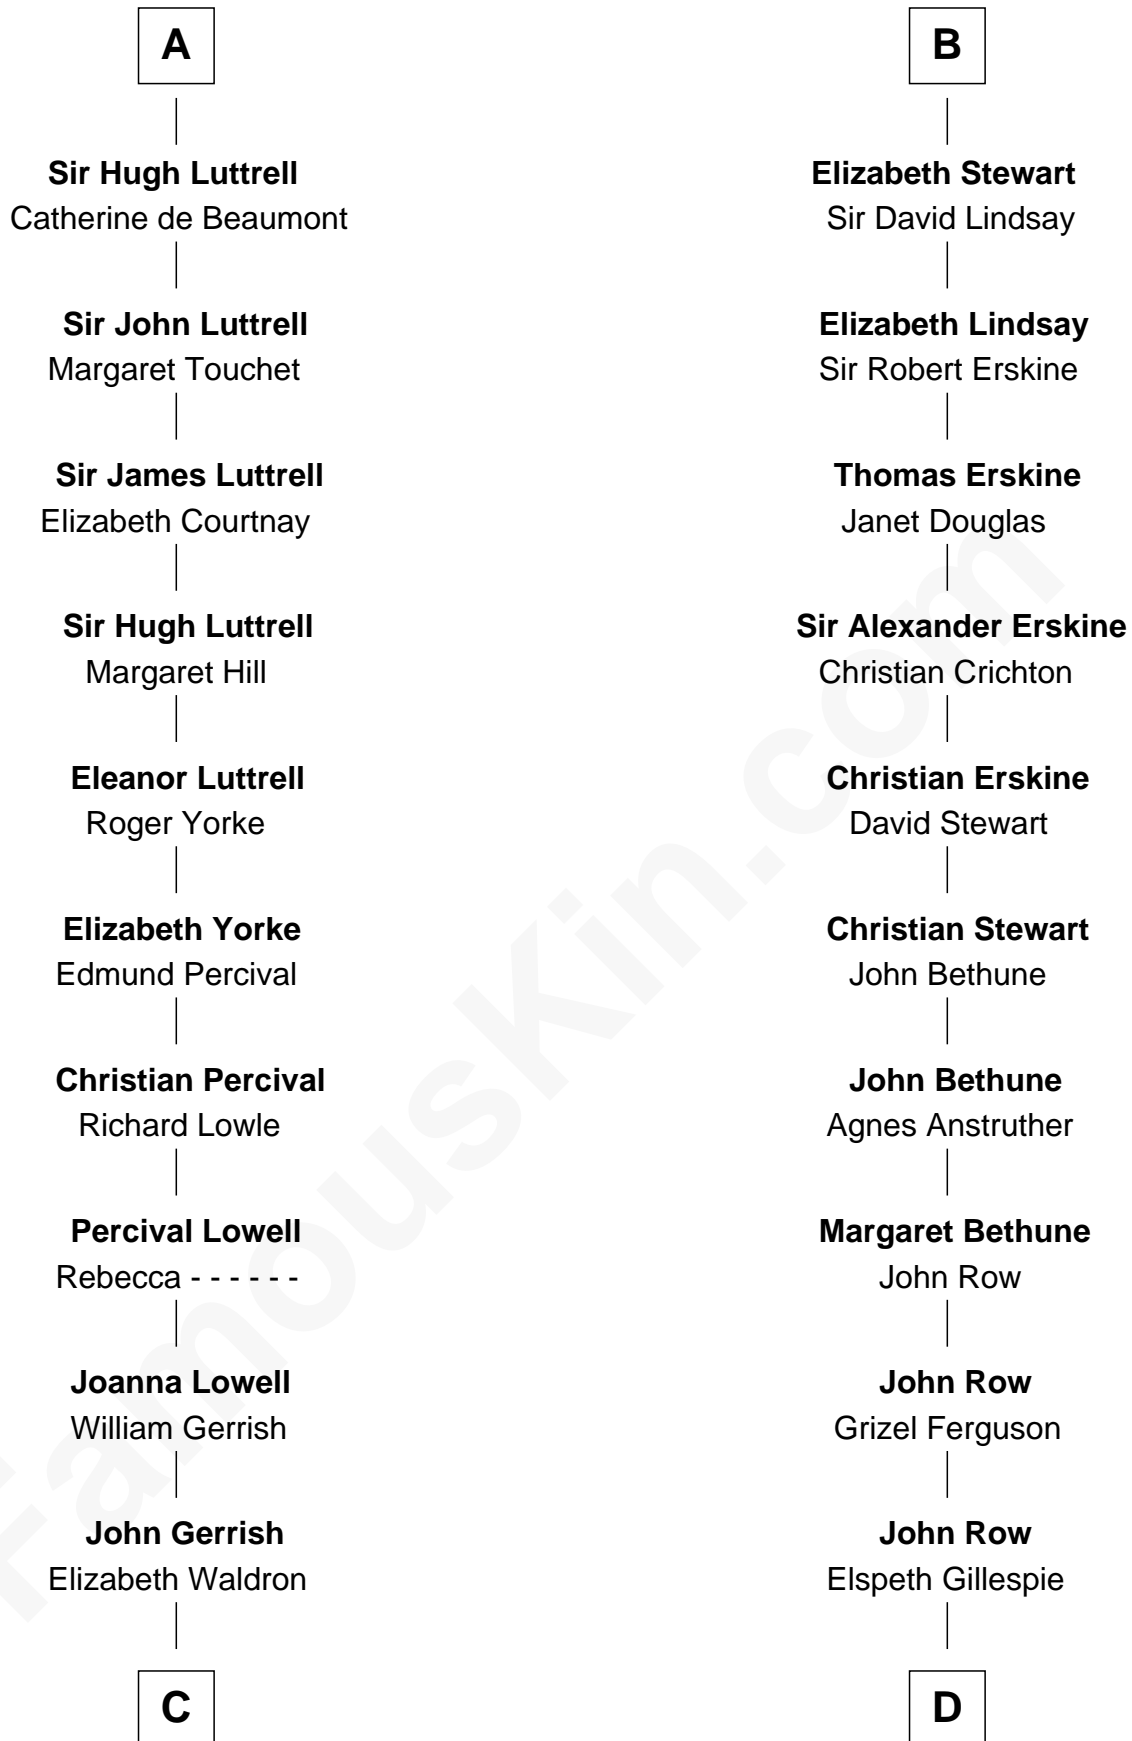 A
Sir Hugh Luttrell
Catherine de Beaumont
Sir John Luttrell
Margaret Touchet
Sir James Luttrell
Elizabeth Courtnay
Sir Hugh Luttrell
Margaret Hill
Eleanor Luttrell
Roger Yorke
Elizabeth Yorke
Edmund Percival
Christian Percival
Richard Lowle
Percival Lowell
Rebecca - - - - - -
Joanna Lowell
William Gerrish
John Gerrish
Elizabeth Waldron
C
B
Elizabeth Stewart
Sir David Lindsay
Elizabeth Lindsay
Sir Robert Erskine
Thomas Erskine
Janet Douglas
Sir Alexander Erskine
Christian Crichton
Christian Erskine
David Stewart
Christian Stewart
John Bethune
John Bethune
Agnes Anstruther
Margaret Bethune
John Row
John Row
Grizel Ferguson
John Row
Elspeth Gillespie
D
FamousKin.com